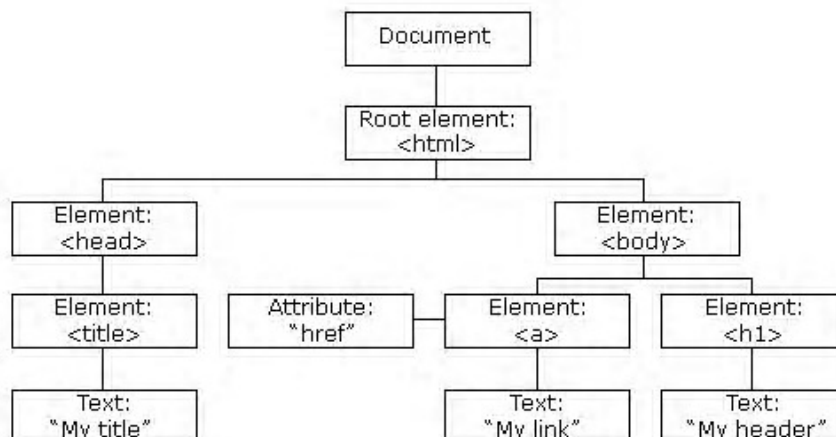 Document
Root element:
<html>
Element:
<head>
Element:
<body>
Element:
<title>
Attribute:
“href”
Element:
<a>
Element:
<h1>
Text:
“My title”
Text:
“My link”
Text:
“My header”